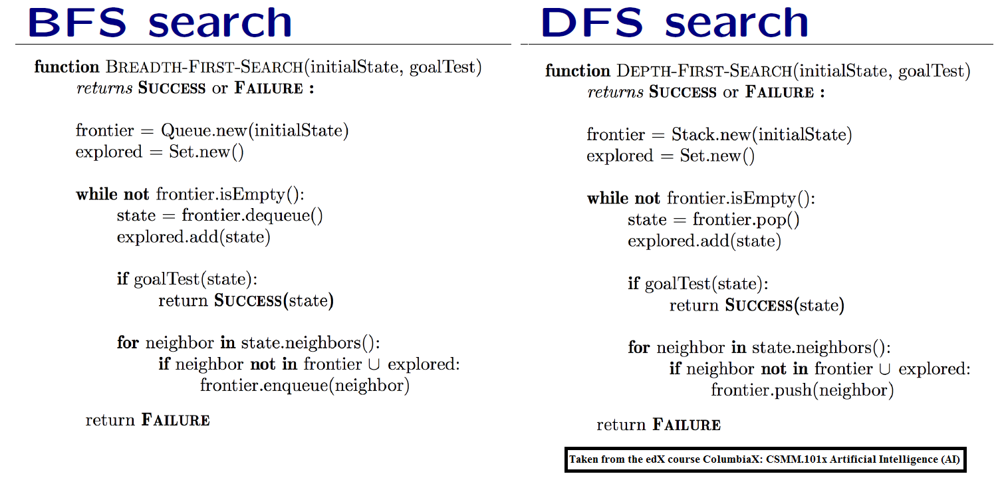 BFS search
function BREADTH-FIRST-SEARCH(initialState, goalTest)
returns SUCCESS or FAILURE :
frontier = Queue.new(initialState)
explored = Set.new()
while not frontier.isEmpty():
state = frontier.dequeue()
explored.add(state)
if goalTest(state):
return SUCCESS(state)
for neighbor in state.neighbors():
if neighbor not in frontier ∪ explored:
frontier.enqueue(neighbor)
return FAILURE
DFS search
function DEPTH-FIRST-SEARCH(initialState, goalTest)
returns SUCCESS or FAILURE :
frontier = Stack.new(initialState)
explored = Set.new()
while not frontier.isEmpty():
state = frontier.pop()
explored.add(state)
if goalTest(state):
return SUCCESS(state)
for neighbor in state.neighbors():
if neighbor not in frontier ∪ explored:
frontier.push(neighbor)
return FAILURE
Taken from the edX course ColumbiaX: CSMM.101x Artificial Intelligence (AI)